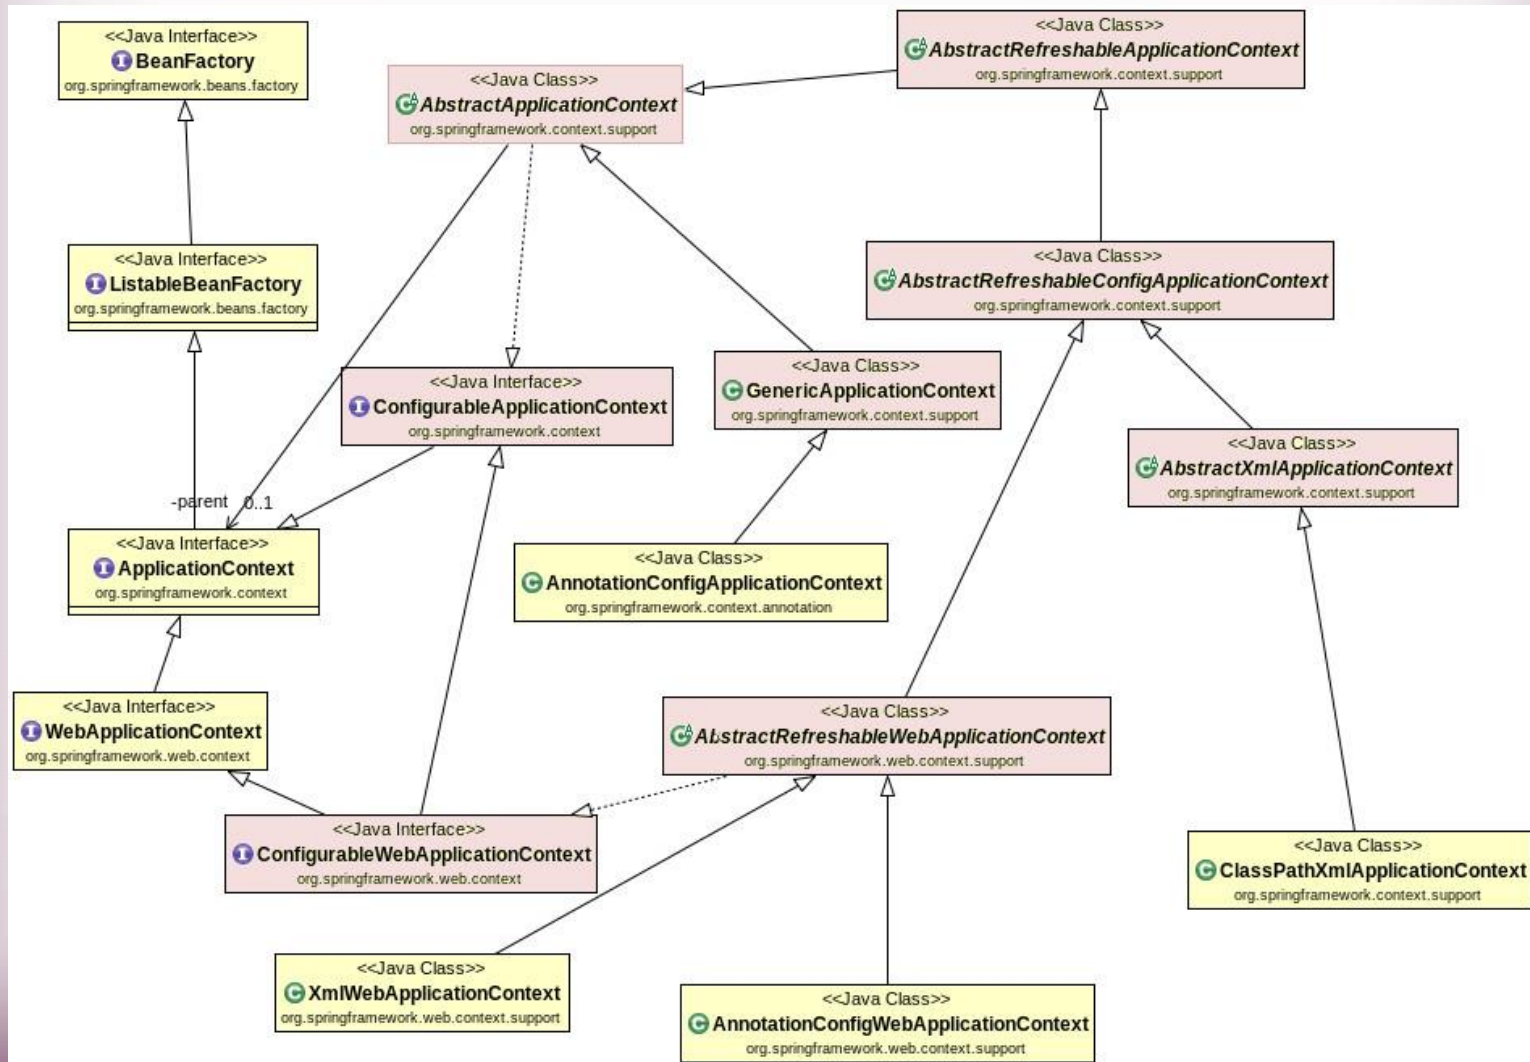 <<Java Interface>>
BeanFactory
org.springframework.beans.factory
<<Java Class>>
AbstractApplicationContext
org.springframework.context.support
<<Java Class>>
AbstractRefreshableApplicationContext
org.springframework.context.support
<<Java Interface>>
ListableBeanFactory
org.springframework.beans.factory
<<Java Class>>
AbstractRefreshableConfigApplicationContext
org.springframework.context.support
<<Java Interface>>
ConfigurableApplicationContext
org.springframework.context
<<Java Class>>
GenericApplicationContext
org.springframework.context.support
<<Java Class>>
AbstractXmlApplicationContext
org.springframework.context.support
-parent 0..1
<<Java Interface>>
ApplicationContext
org.springframework.context
<<Java Class>>
AnnotationConfigApplicationContext
org.springframework.context.annotation
<<Java Interface>>
WebApplicationContext
org.springframework.web.context
<<Java Class>>
AbstractRefreshableWebApplicationContext
org.springframework.web.context.support
<<Java Interface>>
ConfigurableWebApplicationContext
org.springframework.web.context
<<Java Class>>
ClassPathXmlApplicationContext
org.springframework.context.support
<<Java Class>>
XmlWebApplicationContext
org.springframework.web.context.support
<<Java Class>>
AnnotationConfigWebApplicationContext
org.springframework.web.context.support